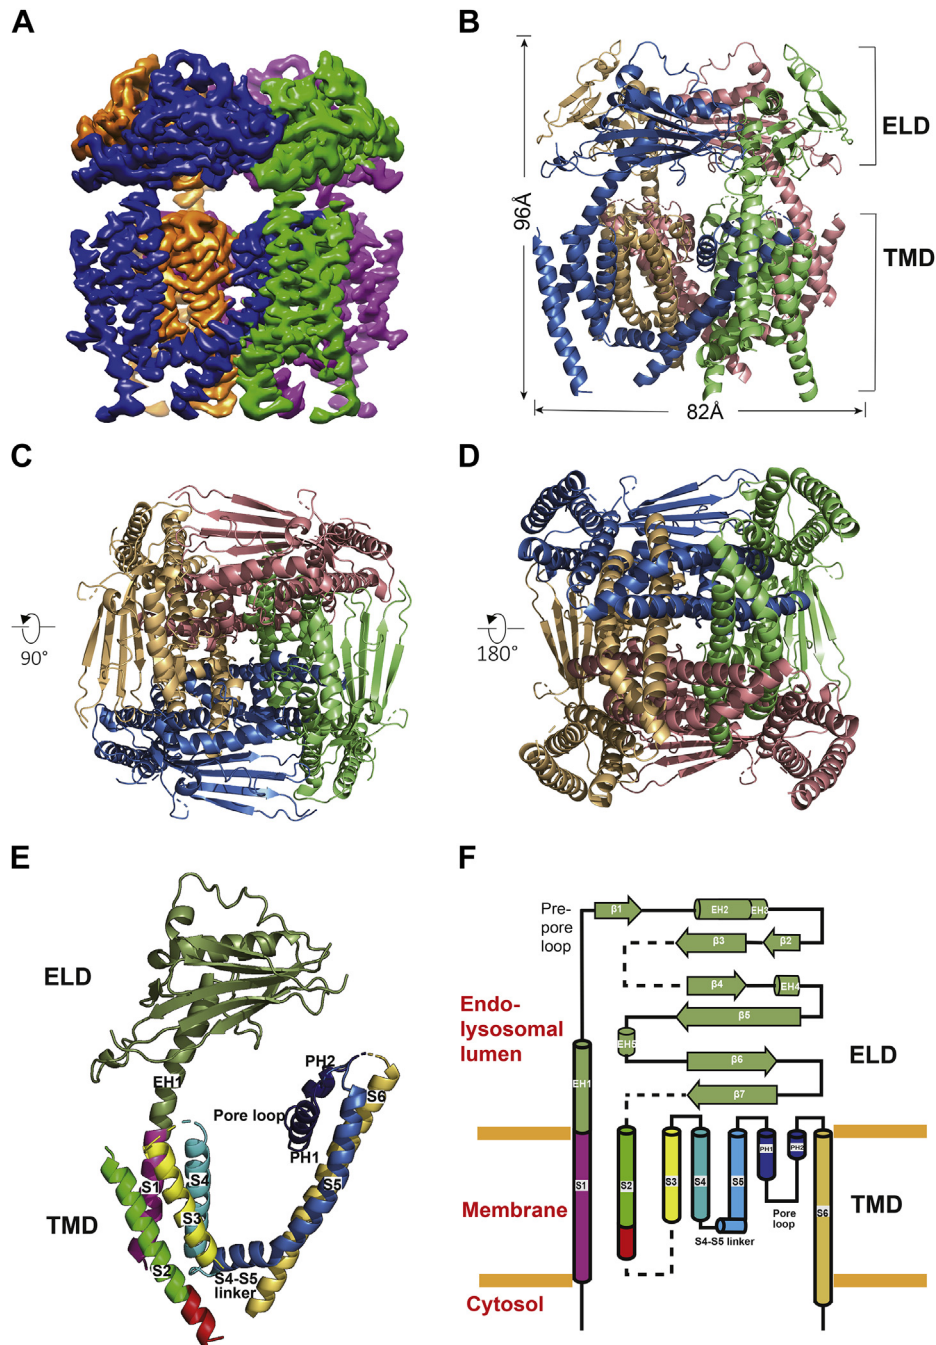 A
B
ELD
96Å
TMD
82Å
C
D
90°
180°
E
F
ELD
EH1
PH2
S6
Pore loop
PH1
S4
S1
S5
S3
TMD
S2
S4-S5
linker
Pre-
pore
loop
β1
EH2
EH3
β3
β2
β4
EH4
Endo-
lysosomal
lumen
β5
EH5
β6
ELD
EH1
β7
Membrane
S1
S2
S3
S4
S5
PH1
PH2
S6
TMD
Pore
loop
S4-S5 linker
Cytosol